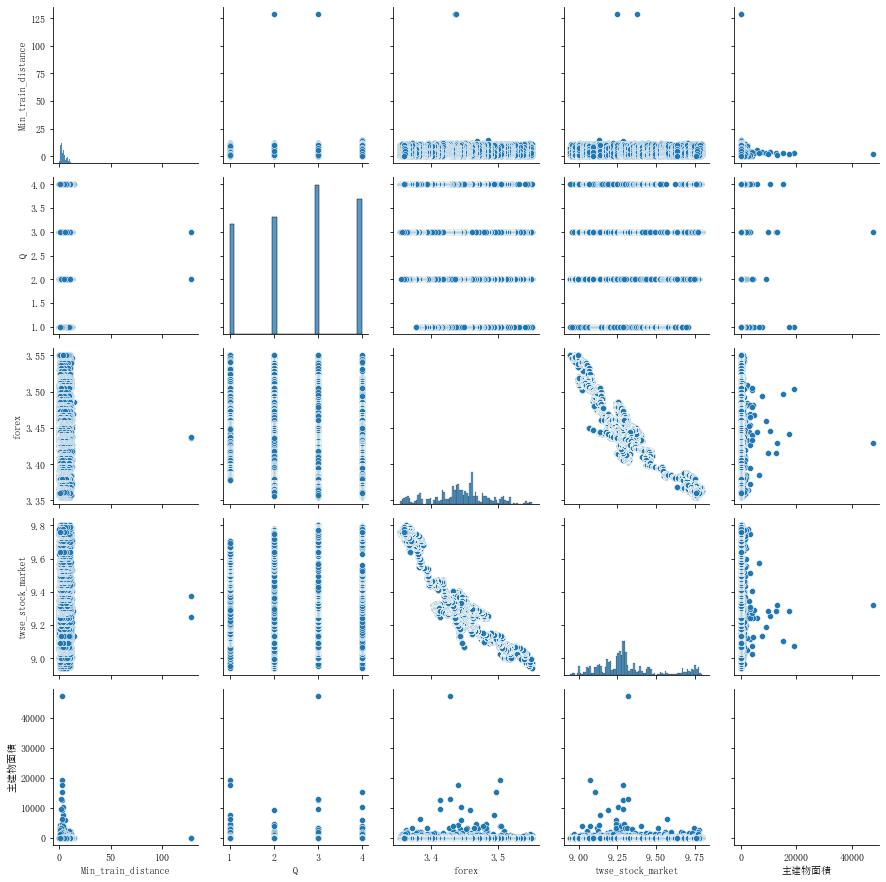 125
100
75
50
25
0
Min_train_distance
4.0
3.5
3.0
2.5
2.0
1.5
1.0
Q
3.55
3.50
3.45
3.40
3.35
forex
9.8
9.6
9.4
9.2
9.0
twse_stock_market
40000
30000
20000
10000
0
主建物面積
0 50 100
Min_train_distance
1 2 3 4
Q
3.4 3.5
forex
9.00 9.25 9.50 9.75
twse_stock_market
0 20000 40000
主建物面積